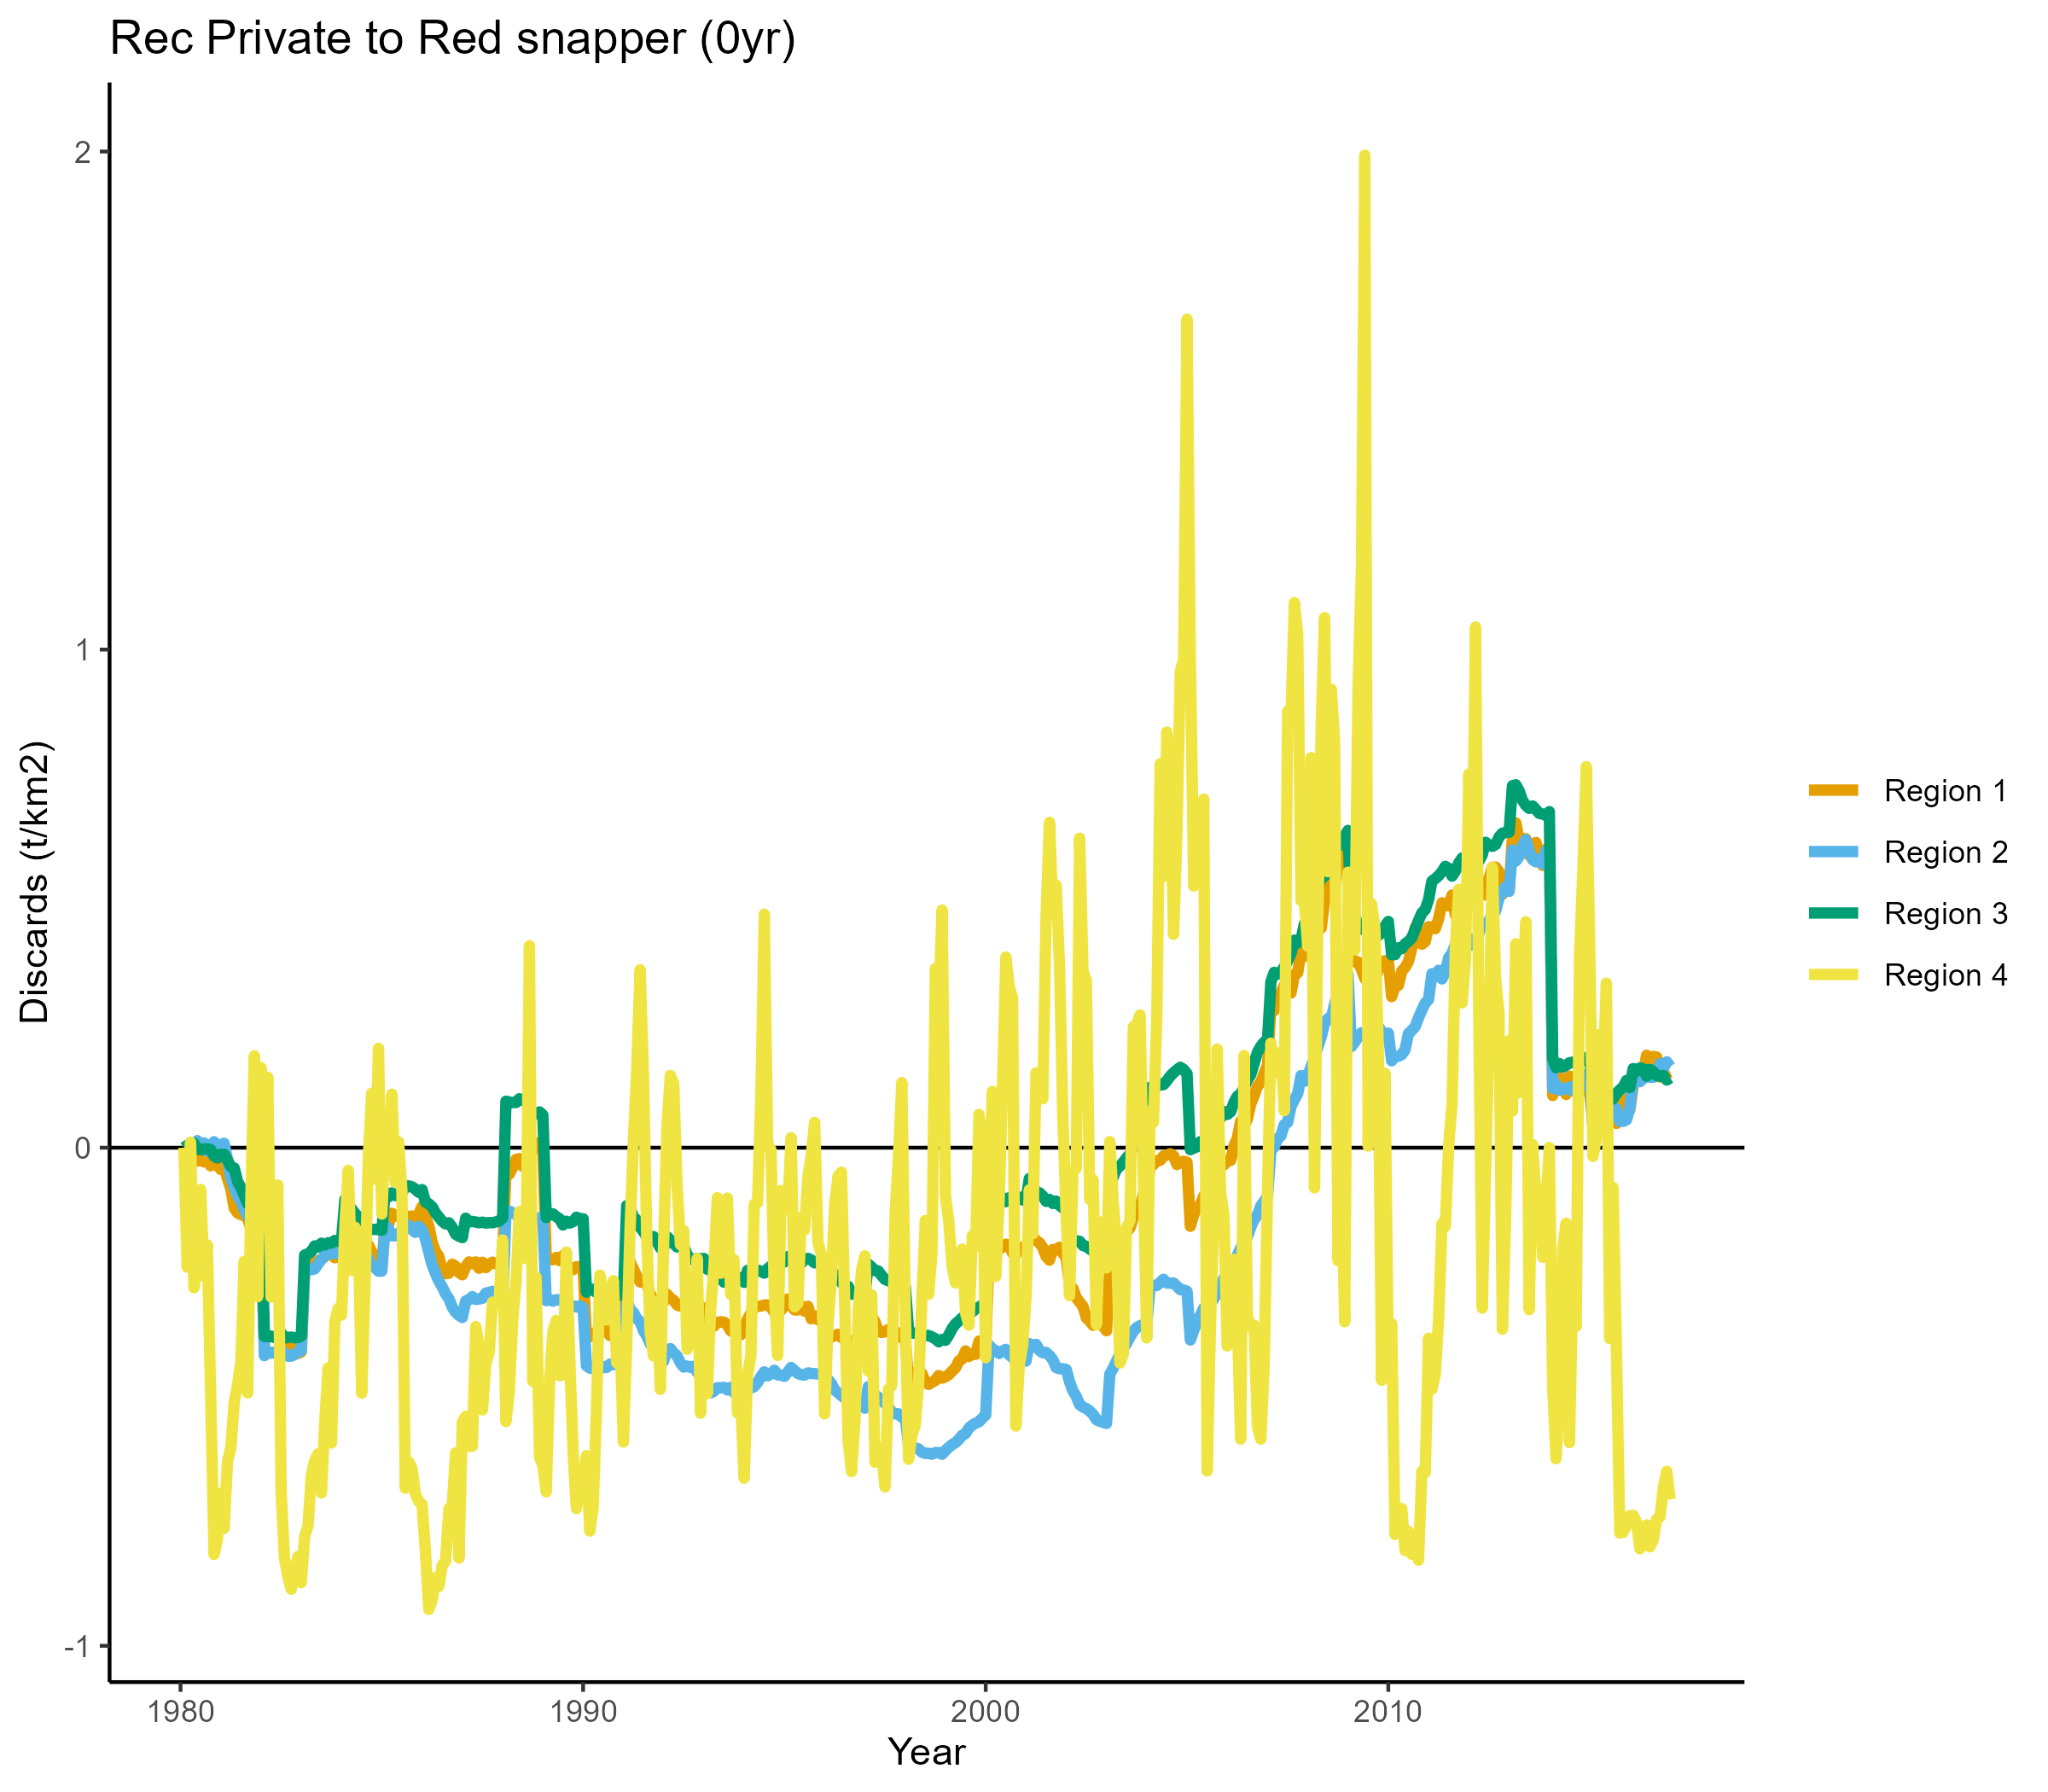 Rec Private to Red snapper (0yr)
Discards (t/km2)
2
1
0
-1
1980
1990
2000
2010
Year
Region 1
Region 2
Region 3
Region 4